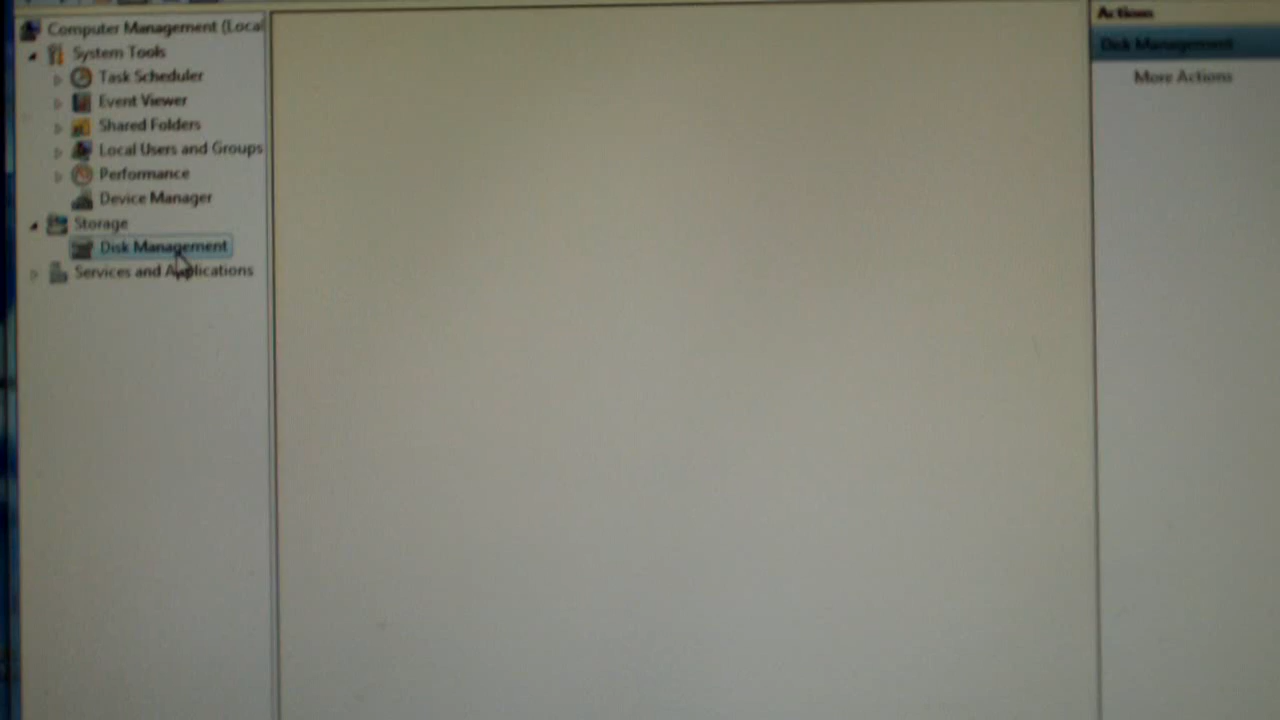 Computer Management (Local
System Tools
Task Scheduler
Event Viewer
Shared Folders
Local Users and Groups
Performance
Device Manager
Storage
Disk Management
Services and Applications
Actions
Disk Management
More Actions